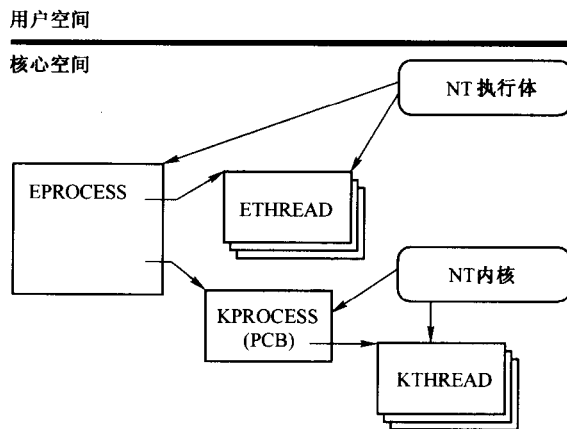 用户空间
核心空间
NT 执行体
EPROCESS
ETHREAD
NT内核
KPROCESS
(PCB)
KTHREAD